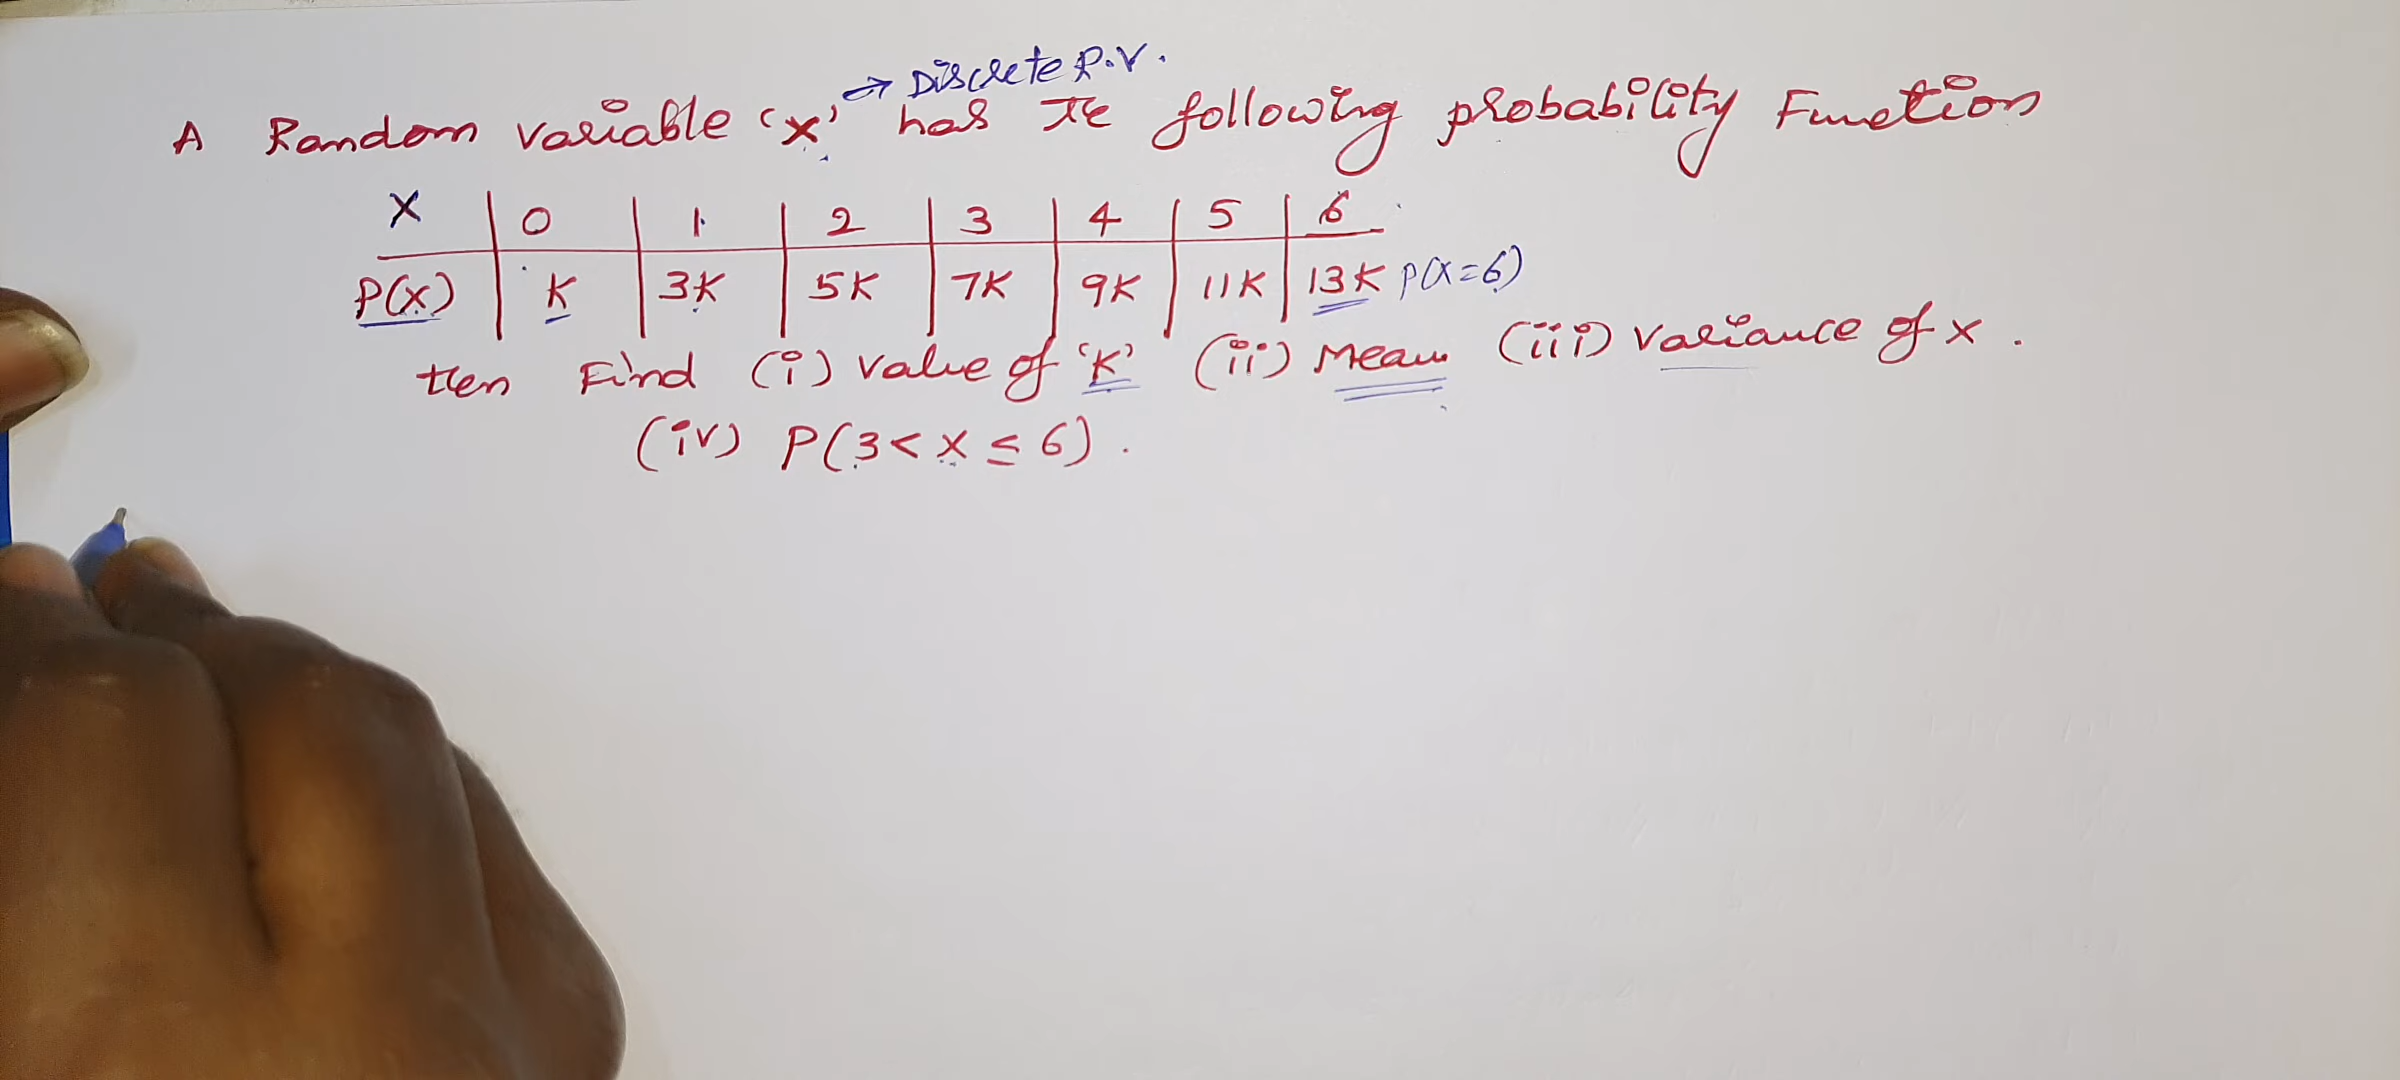 → Discrete R.V.
A Random variable 'x' has the following probability Function
X | 0 | 1 | 2 | 3 | 4 | 5 | 6
P(x) | K | 3K | 5K | 7K | 9K | 11K | 13K P(X=6)
then Find (i) value of 'K' (ii) Mean (iii) variance of x.
(iv) P(3<x≤6).